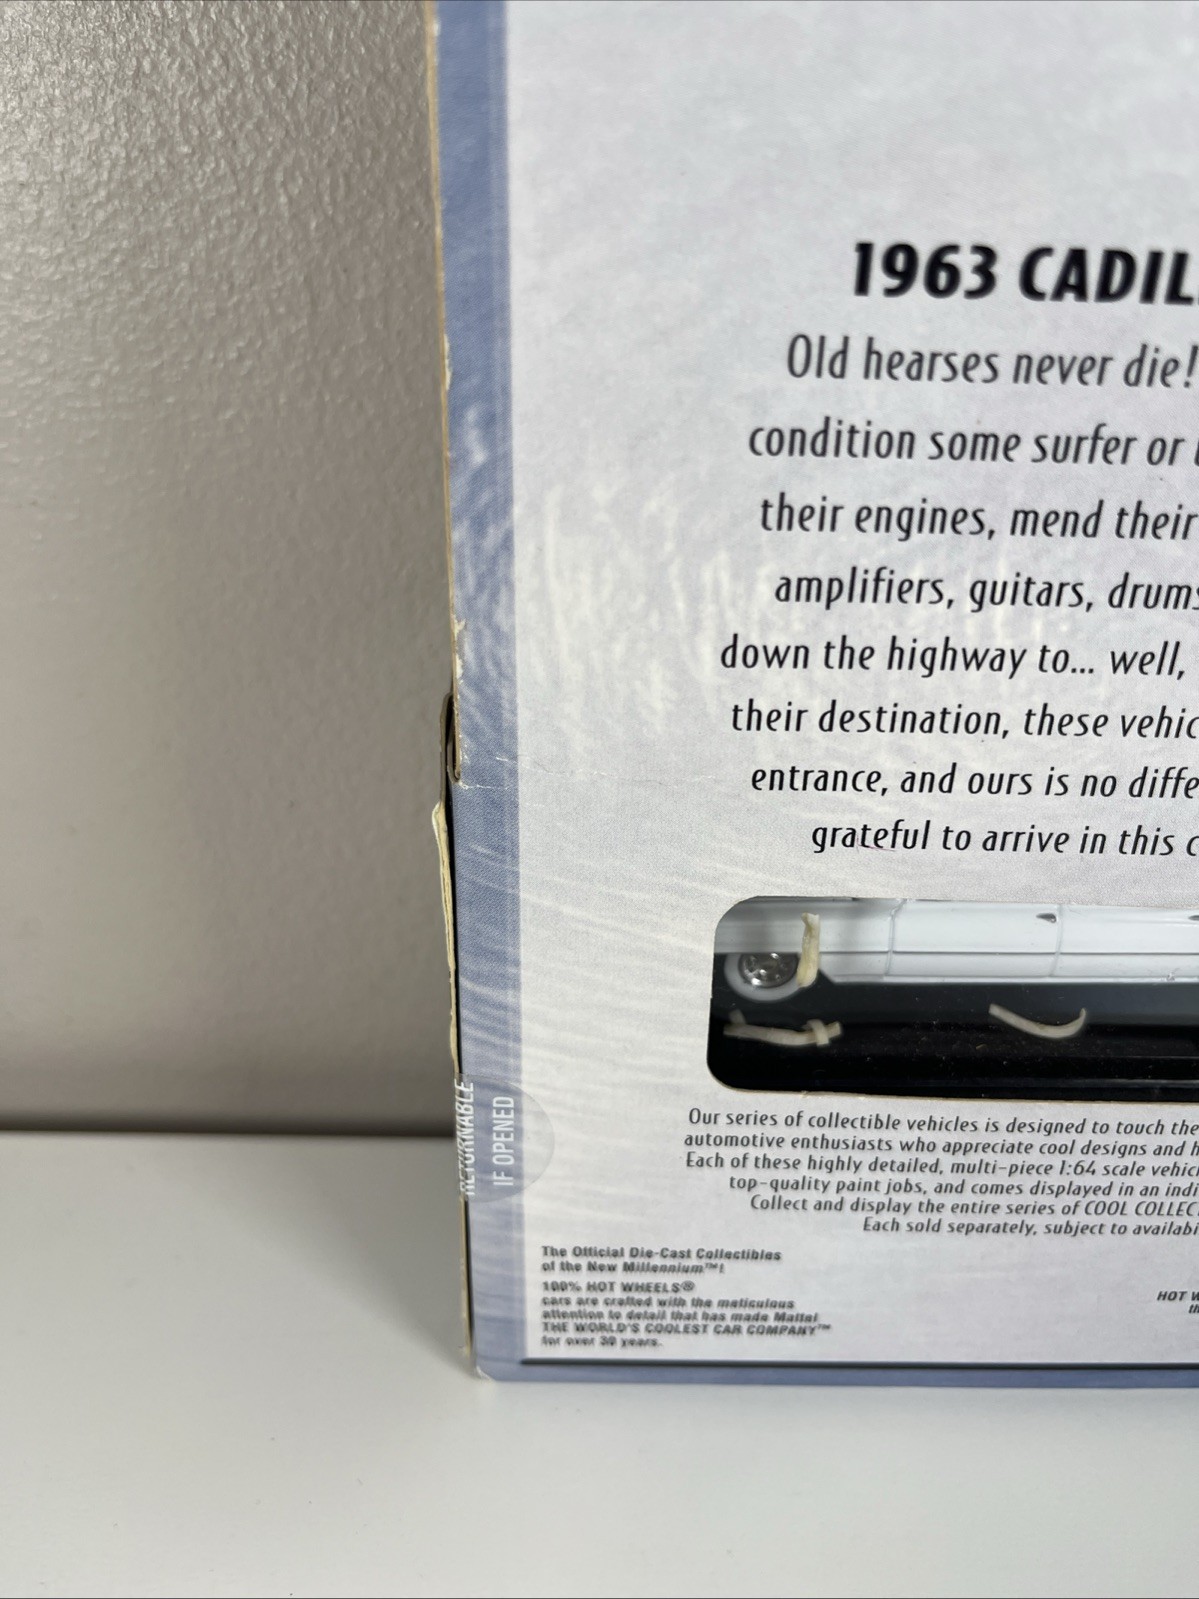 1963 CADIL
Old hearses never die!
condition some surfer or
their engines, mend their
amplifiers, guitars, drums
down the highway to... well,
their destination, these vehic
entrance, and ours is no diffe
grateful to arrive in this c
RETURNABLE
IF OPENED
Our series of collectible vehicles is designed to touch the
automotive enthusiasts who appreciate cool designs and h
Each of these highly detailed, multi-piece 1:64 scale vehic
top-quality paint jobs, and comes displayed in an indi
Collect and display the entire series of COOL COLLEC
Each sold separately, subject to availabi
The Official Die-Cast Collectibles
of the New Millennium™!
100% HOT WHEELS®
cars are crafted with the meticulous
attention to detail that has made Mattel
THE WORLD'S COOLEST CAR COMPANY™
for over 30 years.
HOT W